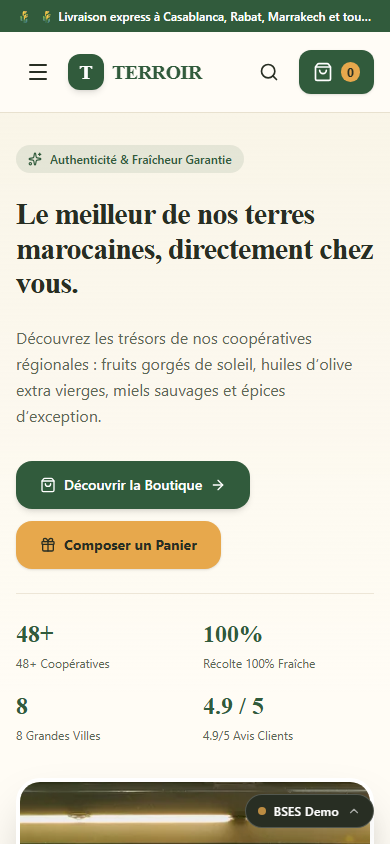 Livraison express à Casablanca, Rabat, Marrakech et tou...
T TERROIR 0
Authenticité & Fraîcheur Garantie
Le meilleur de nos terres
marocaines, directement chez
vous.
Découvrez les trésors de nos coopératives
régionales : fruits gorgés de soleil, huiles d'olive
extra vierges, miels sauvages et épices
d'exception.
Découvrir la Boutique
Composer un Panier
48+ 100%
48+ Coopératives Récolte 100% Fraîche
8 4.9 / 5
8 Grandes Villes 4.9/5 Avis Clients
BSES Demo